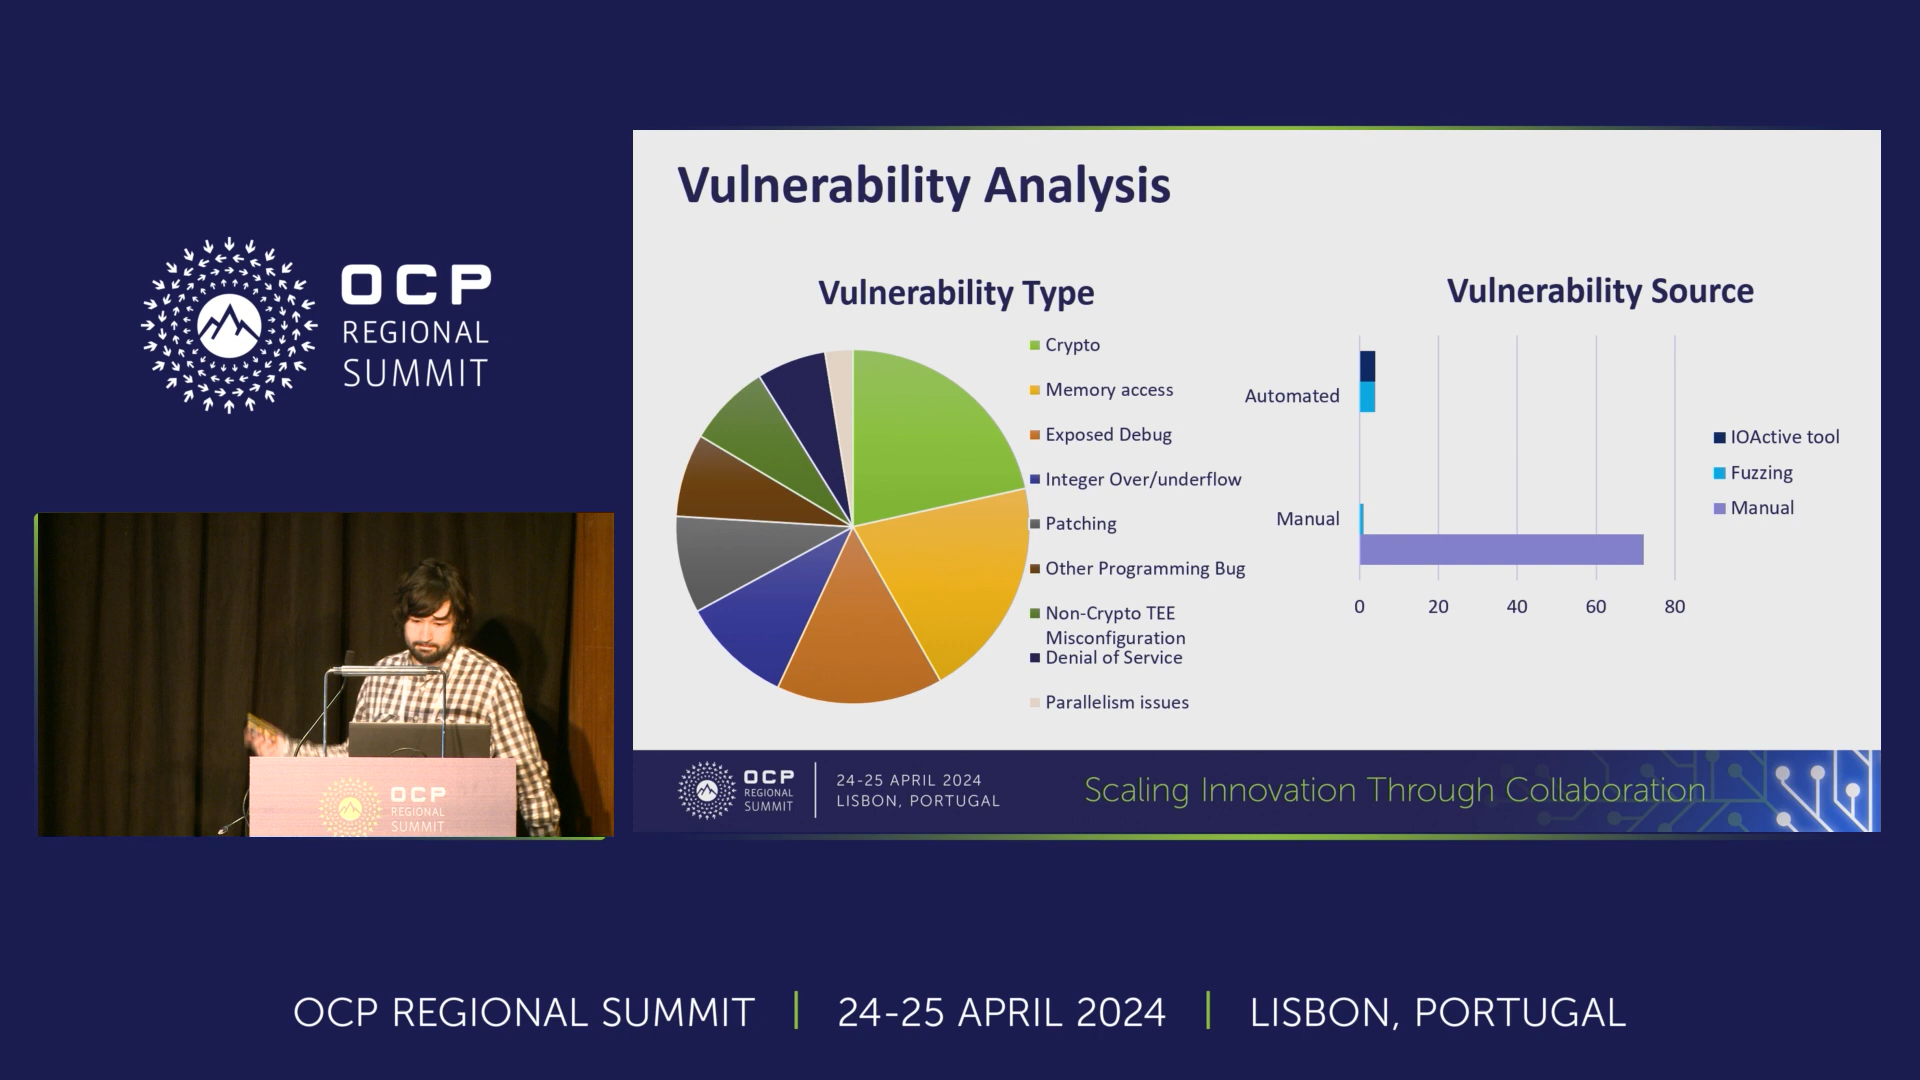 OCP
REGIONAL
SUMMIT
Vulnerability Analysis
Vulnerability Type
Crypto
Memory access
Exposed Debug
Integer Over/underflow
Patching
Other Programming Bug
Non-Crypto TEE
Misconfiguration
Denial of Service
Parallelism issues
Vulnerability Source
Automated
Manual
0 20 40 60 80
IOActive tool
Fuzzing
Manual
OCP
REGIONAL
SUMMIT
24-25 APRIL 2024
LISBON, PORTUGAL
Scaling Innovation Through Collaboration
OCP
REGIONAL
SUMMIT
OCP REGIONAL SUMMIT | 24-25 APRIL 2024 | LISBON, PORTUGAL